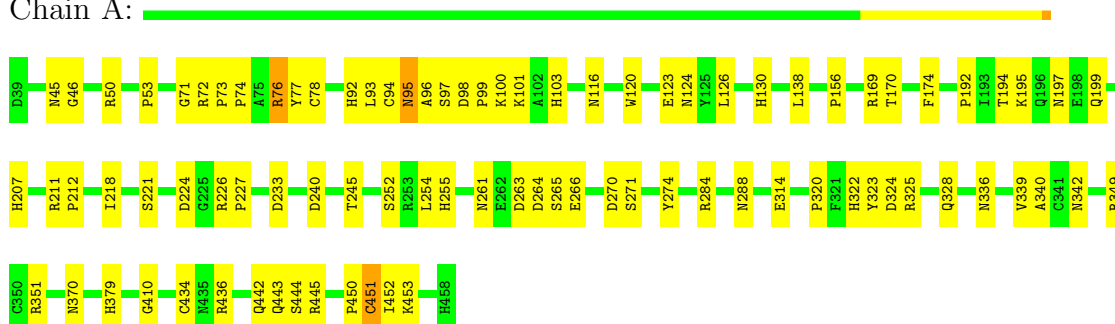 Chain A:
D39 N45 G46 R50 P53 G71 R72 P73 P74 A75 R76 Y77 C78 H92 L93 C94 N95 A96 S97 D98 P99 K100 K101 A102 H103 N116 W120 E123 N124 Y125 L126 H130 L138 P156 R169 T170 F174 P192 I193 T194 K195 Q196 N197 E198 Q199
H207 R211 P212 I218 S221 D224 G225 R226 P227 D233 D240 T245 S252 R253 L254 H255 N261 E262 D263 D264 S265 E266 D270 S271 Y274 R284 N288 E314 P320 F321 H322 Y323 D324 R325 Q328 N336 V339 A340 C341 N342
C350 R351 N370 H379 G410 C434 N435 R436 Q442 Q443 S444 R445 P450 C451 I452 K453 H458